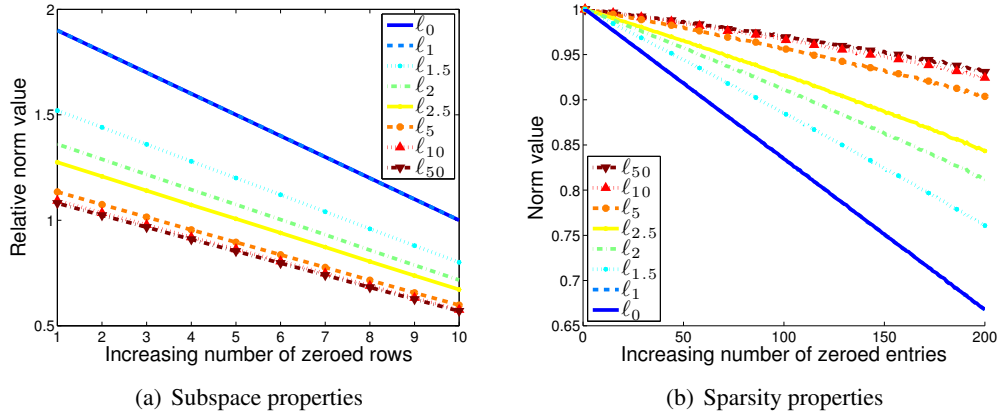 2
1.5
1
0.5
Relative norm value
1 2 3 4 5 6 7 8 9 10
Increasing number of zeroed rows
ℓ0
ℓ1
ℓ1.5
ℓ2
ℓ2.5
ℓ5
ℓ10
ℓ50
(a) Subspace properties
1
0.95
0.9
0.85
0.8
0.75
0.7
0.65
Norm value
0 50 100 150 200
Increasing number of zeroed entries
ℓ50
ℓ10
ℓ5
ℓ2.5
ℓ2
ℓ1.5
ℓ1
ℓ0
(b) Sparsity properties